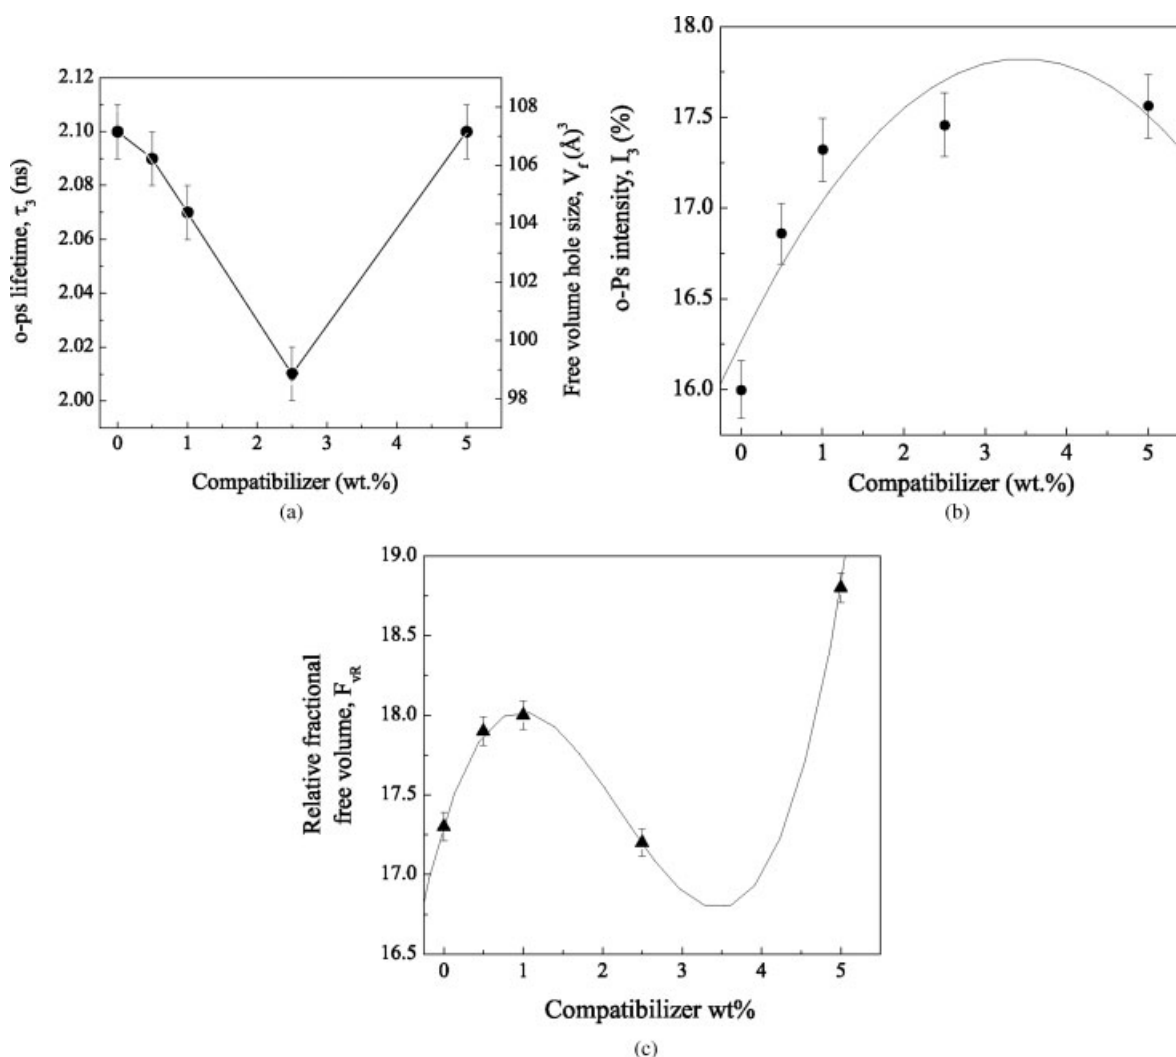 2.12
2.10
2.08
2.06
2.04
2.02
2.00
o-ps lifetime, τ₃ (ns)
108
106
104
102
100
98
Free volume hole size, V_f (Å)³
0 1 2 3 4 5
Compatibilizer (wt.%)
(a)
18.0
17.5
17.0
16.5
16.0
o-Ps intensity, I₃ (%)
0 1 2 3 4 5
Compatibilizer (wt.%)
(b)
19.0
18.5
18.0
17.5
17.0
16.5
Relative fractional
free volume, F_vR
0 1 2 3 4 5
Compatibilizer wt%
(c)